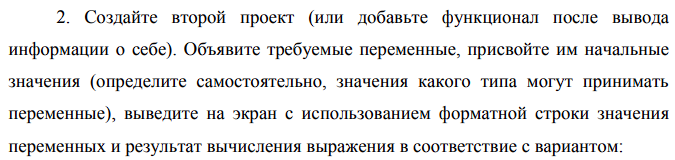 2. Создайте второй проект (или добавьте функционал после вывода
информации о себе). Объявите требуемые переменные, присвойте им начальные
значения (определите самостоятельно, значения какого типа могут принимать
переменные), выведите на экран с использованием форматной строки значения
переменных и результат вычисления выражения в соответствие с вариантом: